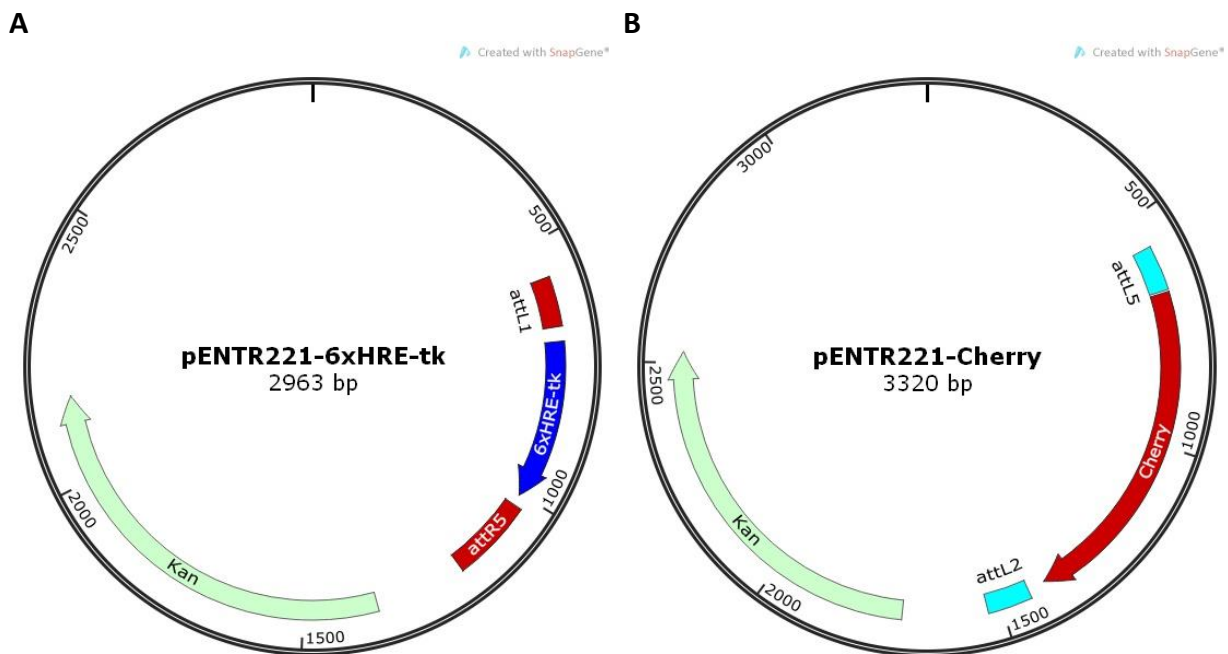 A
Created with SnapGene®
500
attL1
6xHRE-tk
1000
attR5
1500
Kan
2000
2500
pENTR221-6xHRE-tk
2963 bp
B
Created with SnapGene®
500
attL5
Cherry
1000
1500
attL2
2000
Kan
2500
3000
pENTR221-Cherry
3320 bp